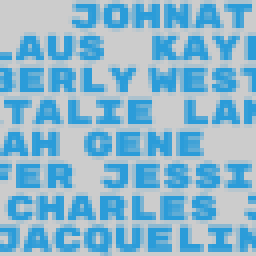 JOHNAT
LAUS KAY
BERLY WEST
TALIE LAN
AH GENE
FER JESSI
CHARLES J
JACQUELIN